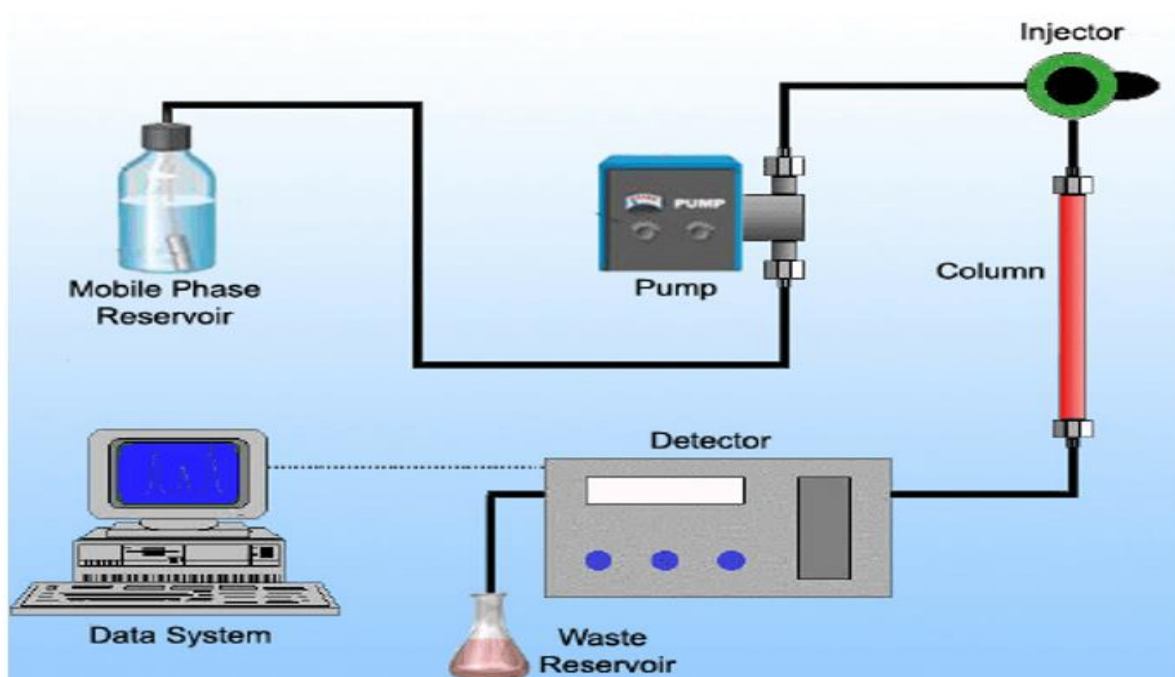 Injector
PUMP
Mobile Phase
Reservoir
Pump
Column
Detector
Data System
Waste
Reservoir